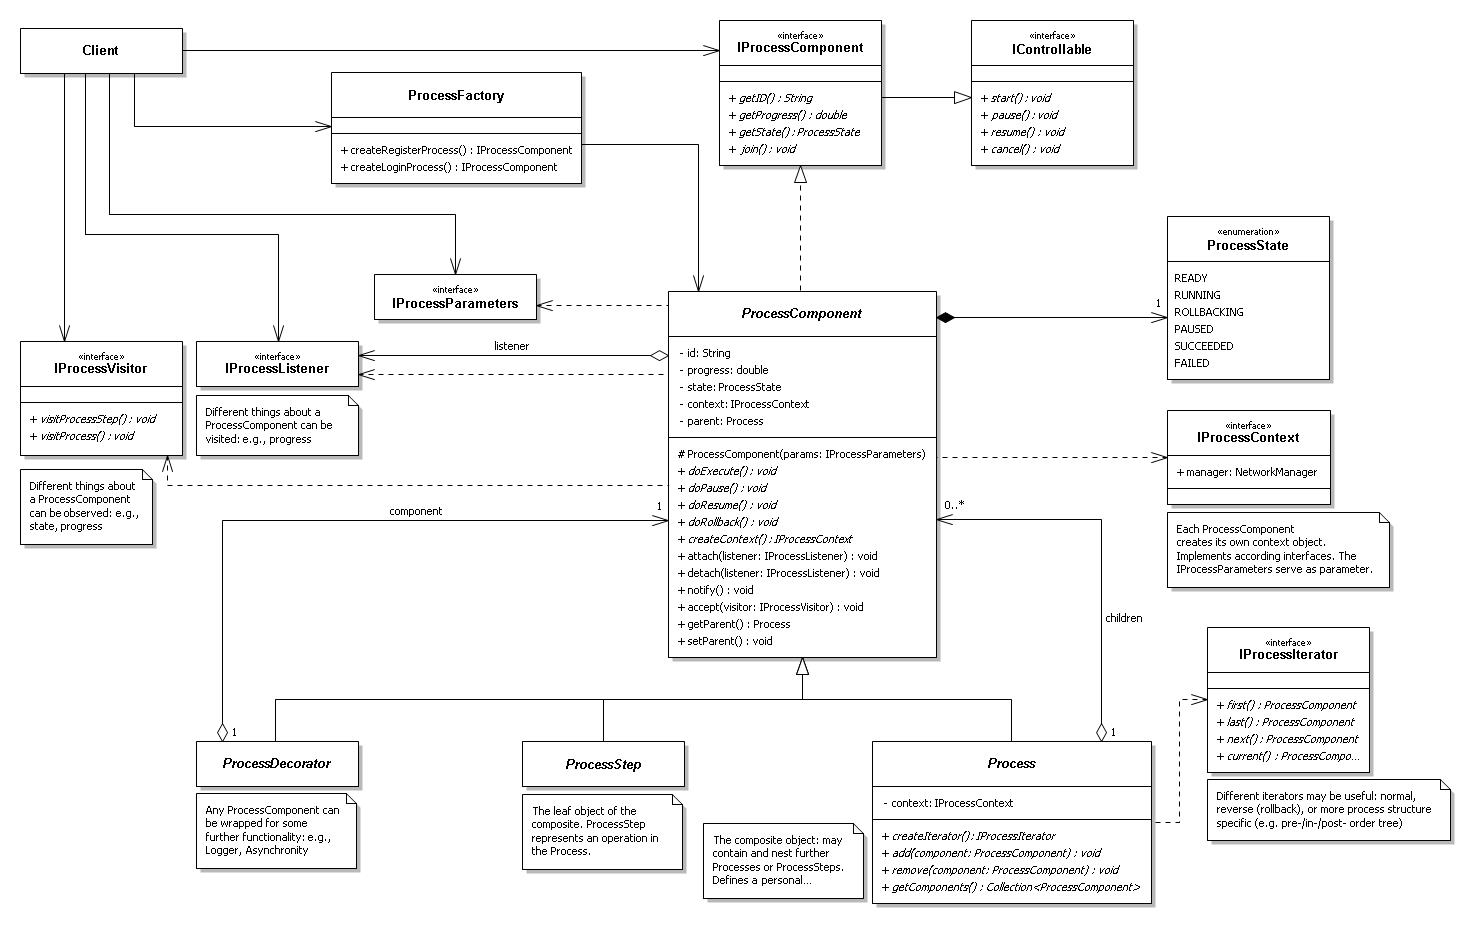 Client
«interface»
IProcessComponent
+ getID() : String
+ getProgress() : double
+ getState() : ProcessState
+ join() : void
«interface»
IControllable
+ start() : void
+ pause() : void
+ resume() : void
+ cancel() : void
ProcessFactory
+ createRegisterProcess() : IProcessComponent
+ createLoginProcess() : IProcessComponent
«enumeration»
ProcessState
READY
RUNNING
ROLLBACKING
PAUSED
SUCCEEDED
FAILED
1
«interface»
IProcessParameters
«interface»
IProcessVisitor
+ visitProcessStep() : void
+ visitProcess() : void
Different things about
a ProcessComponent
can be observed: e.g.,
state, progress
«interface»
IProcessListener
Different things about a
ProcessComponent can be
visited: e.g., progress
listener
ProcessComponent
- id: String
- progress: double
- state: ProcessState
- context: IProcessContext
- parent: Process
# ProcessComponent(params: IProcessParameters)
+ doExecute() : void
+ doPause() : void
+ doResume() : void
+ doRollback() : void
+ createContext() : IProcessContext
+ attach(listener: IProcessListener) : void
+ detach(listener: IProcessListener) : void
+ notify() : void
+ accept(visitor: IProcessVisitor) : void
+ getParent() : Process
+ setParent() : void
«interface»
IProcessContext
+ manager: NetworkManager
Each ProcessComponent
creates its own context object.
Implements according interfaces. The
IProcessParameters serve as parameter.
component
1
0..*
children
1
1
«interface»
IProcessIterator
+ first() : ProcessComponent
+ last() : ProcessComponent
+ next() : ProcessComponent
+ current() : ProcessCompo...
Different iterators may be useful: normal,
reverse (rollback), or more process structure
specific (e.g. pre-/in-/post- order tree)
ProcessDecorator
Any ProcessComponent can
be wrapped for some
further functionality: e.g.,
Logger, Asynchronity
ProcessStep
The leaf object of the
composite. ProcessStep
represents an operation in
the Process.
The composite object: may
contain and nest further
Processes or ProcessSteps.
Defines a personal...
Process
- context: IProcessContext
+ createIterator() : IProcessIterator
+ add(component: ProcessComponent) : void
+ remove(component: ProcessComponent) : void
+ getComponents() : Collection<ProcessComponent>